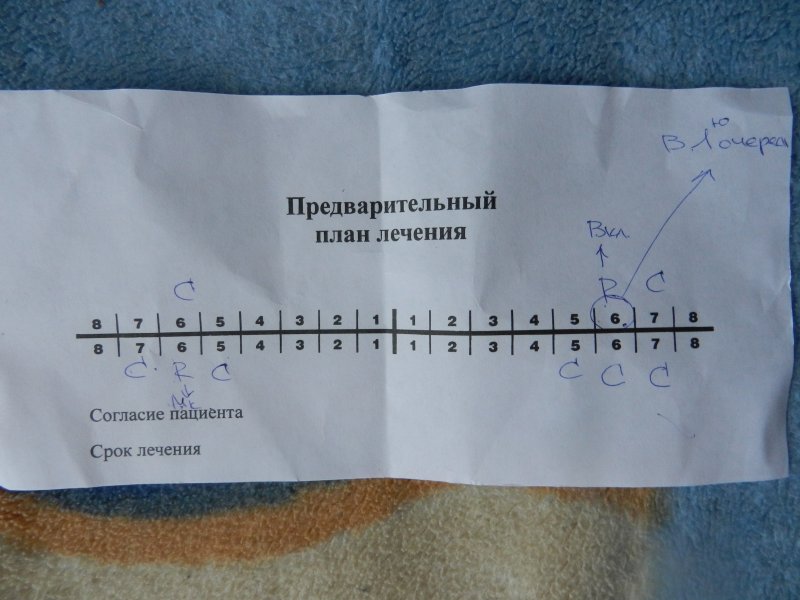 В 1ю очеред
Предварительный
план лечения
Вкл.
C R C
8 7 6 5 4 3 2 1 1 2 3 4 5 6 7 8
8 7 6 5 4 3 2 1 1 2 3 4 5 6 7 8
C R C C C C
Согласие пациента
Срок лечения